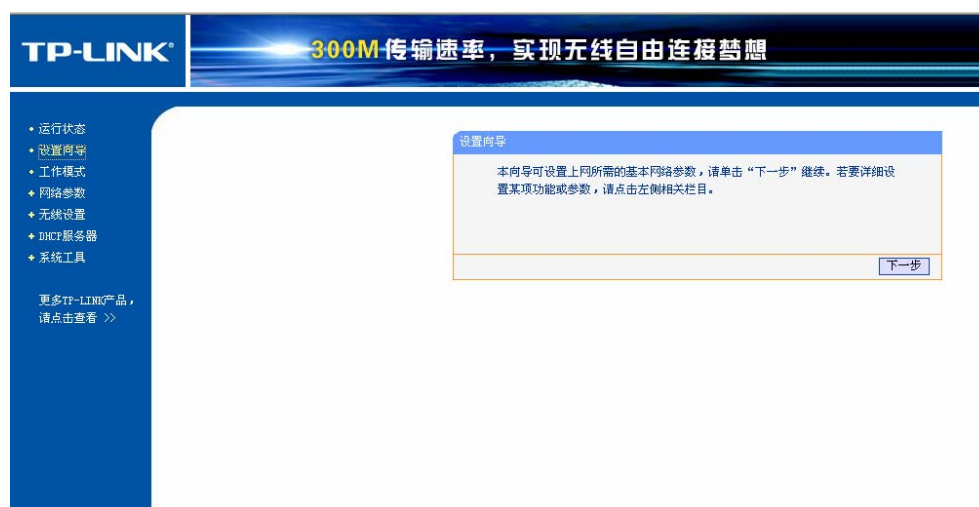 TP-LINK®
300M 传输速率，实现无线自由连接梦想
• 运行状态
• 设置向导
• 工作模式
+ 网络参数
+ 无线设置
+ DHCP服务器
+ 系统工具
更多TP-LINK产品，
请点击查看 >>
设置向导
本向导可设置上网所需的基本网络参数，请单击“下一步”继续。若要详细设
置某项功能或参数，请点击左侧相关栏目。
下一步